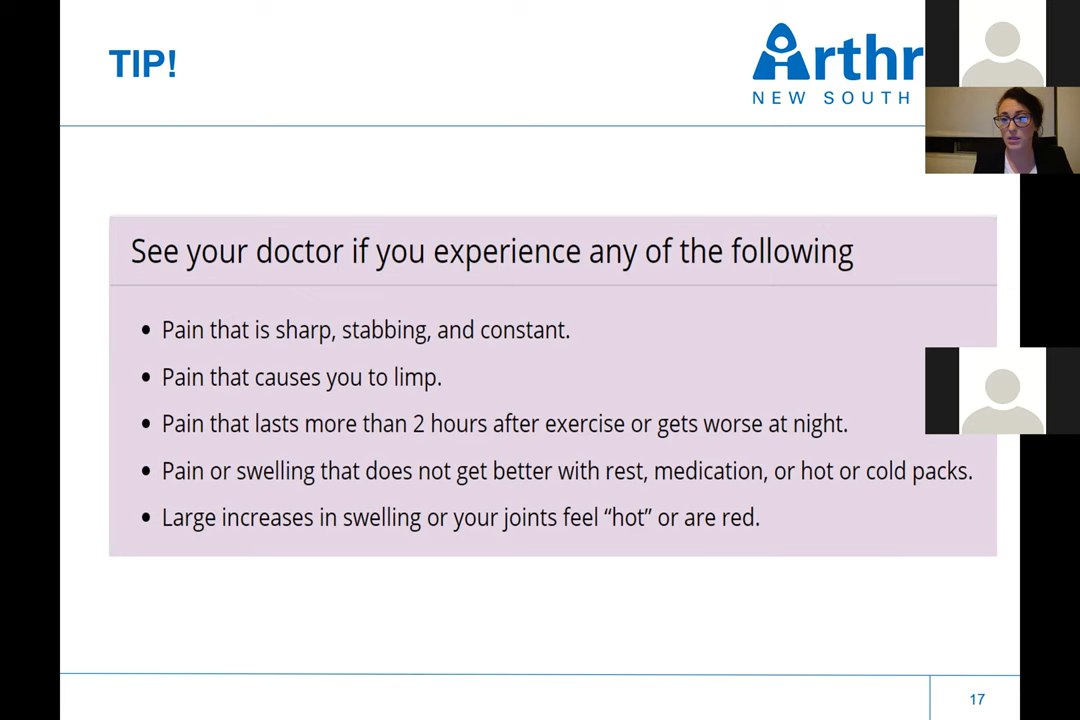 TIP!
Arthr
NEW SOUTH
See your doctor if you experience any of the following
• Pain that is sharp, stabbing, and constant.
• Pain that causes you to limp.
• Pain that lasts more than 2 hours after exercise or gets worse at night.
• Pain or swelling that does not get better with rest, medication, or hot or cold packs.
• Large increases in swelling or your joints feel “hot” or are red.
17